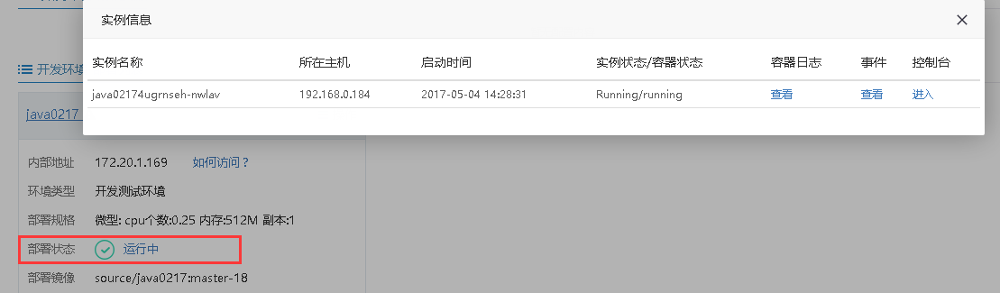 实例信息
实例名称 所在主机 启动时间 实例状态/容器状态 容器日志 事件 控制台
java02174ugrnseh-nwlav 192.168.0.184 2017-05-04 14:28:31 Running/running 查看 查看 进入
开发环境
java0217
内部地址 172.20.1.169 如何访问？
环境类型 开发测试环境
部署规格 微型: cpu个数:0.25 内存:512M 副本:1
部署状态 运行中
部署镜像 source/java0217:master-18